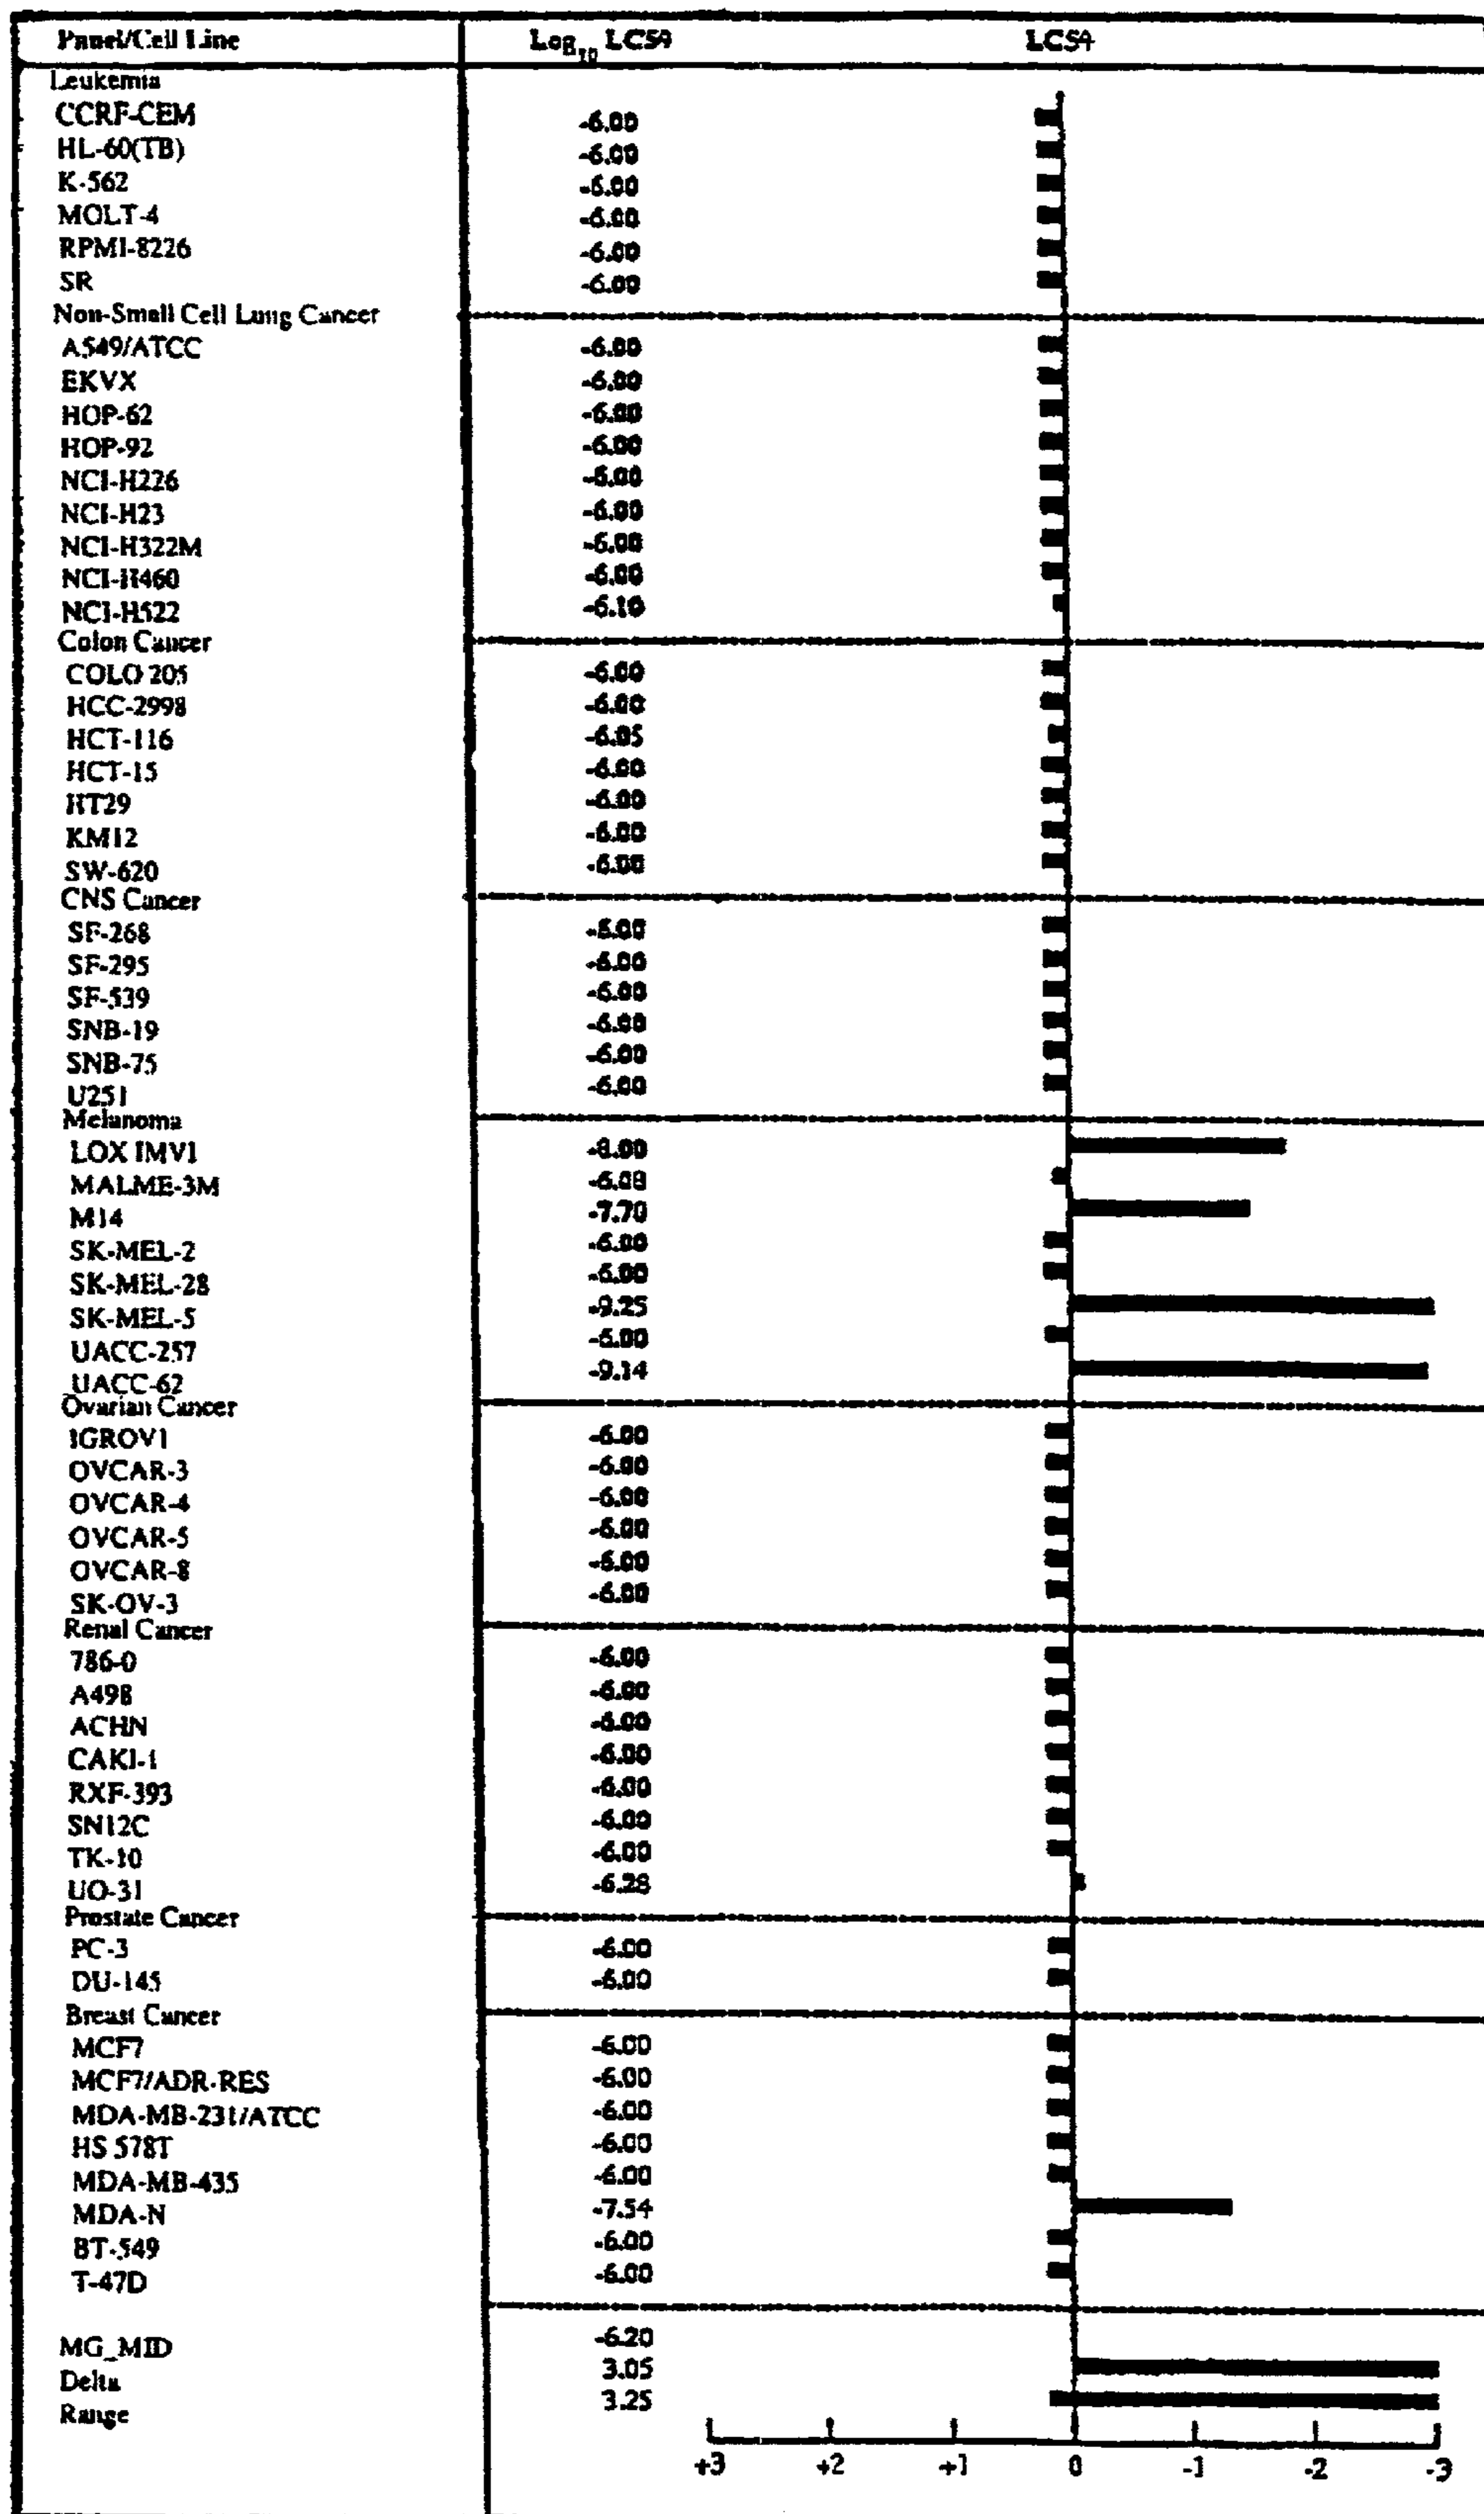 Panel/Cell Line Log10 LC54 LC54
Leukemia
CCRF-CEM -6.00
HL-60(TB) -6.00
K-562 -6.00
MOLT-4 -6.00
RPMI-8226 -6.00
SR -6.00
Non-Small Cell Lung Cancer
A549/ATCC -6.00
EKVX -6.00
HOP-62 -6.00
HOP-92 -6.00
NCI-H226 -6.00
NCI-H23 -6.00
NCI-H322M -6.00
NCI-H460 -6.00
NCI-H522 -6.10
Colon Cancer
COLO 205 -6.00
HCC-2998 -6.00
HCT-116 -6.05
HCT-15 -6.00
HT29 -6.00
KM12 -6.00
SW-620 -6.00
CNS Cancer
SF-268 -6.00
SF-295 -6.00
SF-539 -6.00
SNB-19 -6.00
SNB-75 -6.00
U251 -6.00
Melanoma
LOX IMV1 -8.00
MALME-3M -6.08
M14 -7.70
SK-MEL-2 -6.00
SK-MEL-28 -6.00
SK-MEL-5 -9.25
UACC-257 -6.00
UACC-62 -9.14
Ovarian Cancer
IGROV1 -6.00
OVCAR-3 -6.00
OVCAR-4 -6.00
OVCAR-5 -6.00
OVCAR-8 -6.00
SK-OV-3 -6.00
Renal Cancer
786-0 -6.00
A498 -6.00
ACHN -6.00
CAKI-1 -6.00
RXF-393 -6.00
SN12C -6.00
TK-10 -6.00
UO-31 -6.28
Prostate Cancer
PC-3 -6.00
DU-145 -6.00
Breast Cancer
MCF7 -6.00
MCF7/ADR-RES -6.00
MDA-MB-231/ATCC -6.00
HS 578T -6.00
MDA-MB-435 -6.00
MDA-N -7.54
BT-549 -6.00
T-47D -6.00
MG_MID -6.20
Delta 3.05
Range 3.25
+3 +2 +1 0 -1 -2 -3